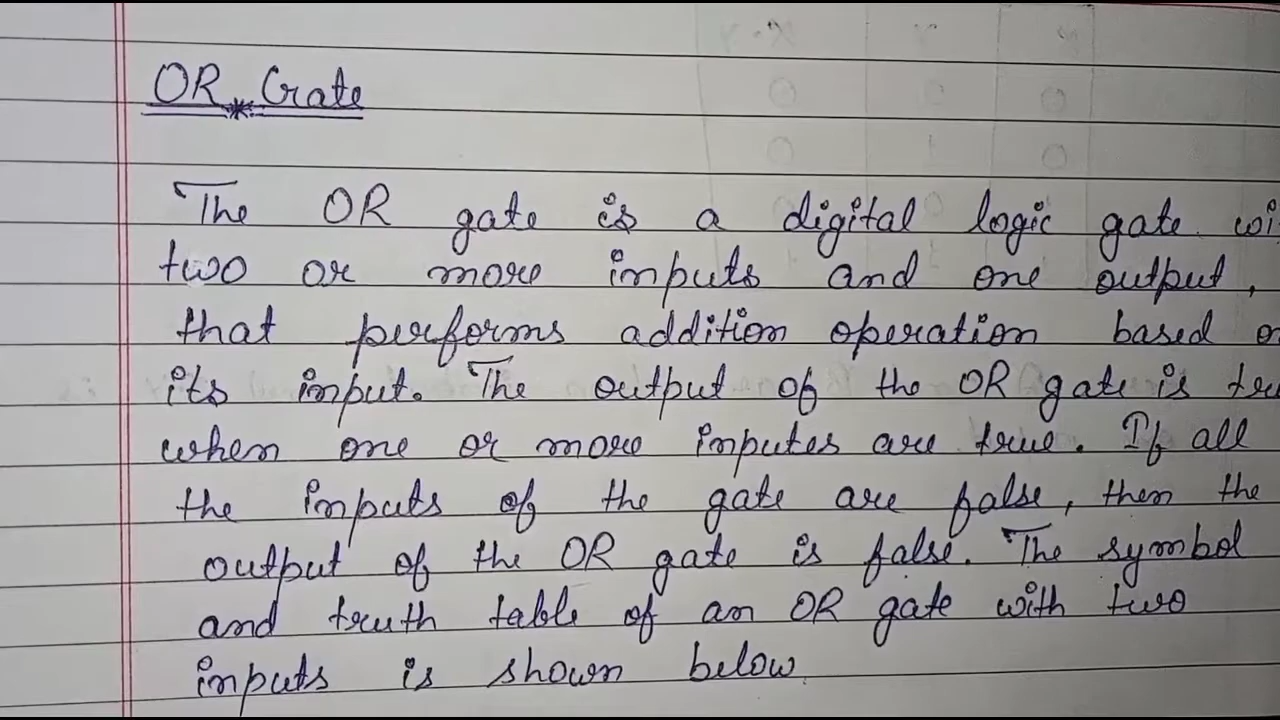 OR Gate
The OR gate is a digital logic gate wi
two or more inputs and one output,
that performs addition operation based on
its input. The output of the OR gate is tru
when one or more inputes are true. If all
the inputs of the gate are false, then the
output of the OR gate is false. The symbol
and truth table of an OR gate with two
inputs is shown below